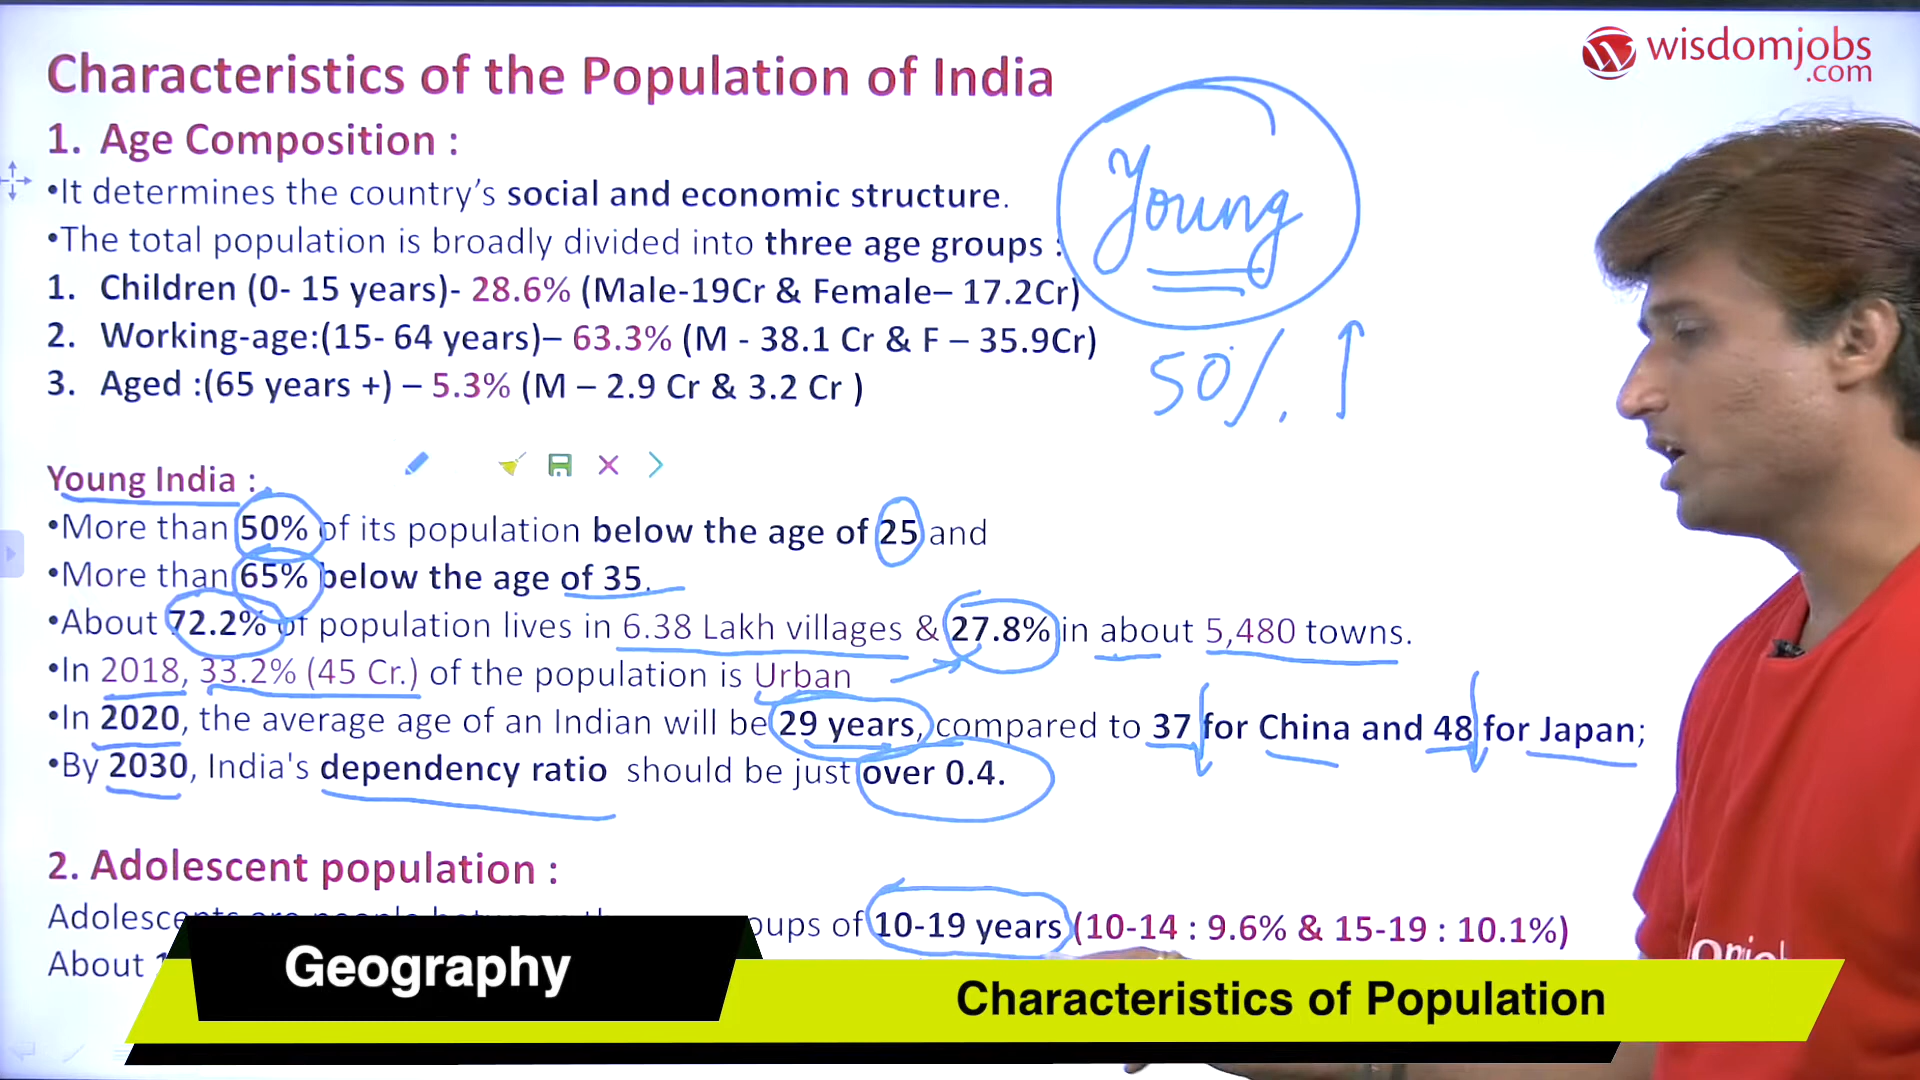 wisdomjobs
.com
Characteristics of the Population of India
1. Age Composition :
•It determines the country's social and economic structure.
•The total population is broadly divided into three age groups :
1. Children (0- 15 years)- 28.6% (Male-19Cr & Female– 17.2Cr)
2. Working-age:(15- 64 years)– 63.3% (M - 38.1 Cr & F – 35.9Cr)
3. Aged :(65 years +) – 5.3% (M – 2.9 Cr & 3.2 Cr )
Young
50%.
Young India :
•More than 50% of its population below the age of 25 and
•More than 65% below the age of 35.
•About 72.2% of population lives in 6.38 Lakh villages & 27.8% in about 5,480 towns.
•In 2018, 33.2% (45 Cr.) of the population is Urban
•In 2020, the average age of an Indian will be 29 years, compared to 37 for China and 48 for Japan;
•By 2030, India's dependency ratio should be just over 0.4.
2. Adolescent population :
Adolescents are people between the oups of 10-19 years (10-14 : 9.6% & 15-19 : 10.1%)
About
Geography
Characteristics of Population